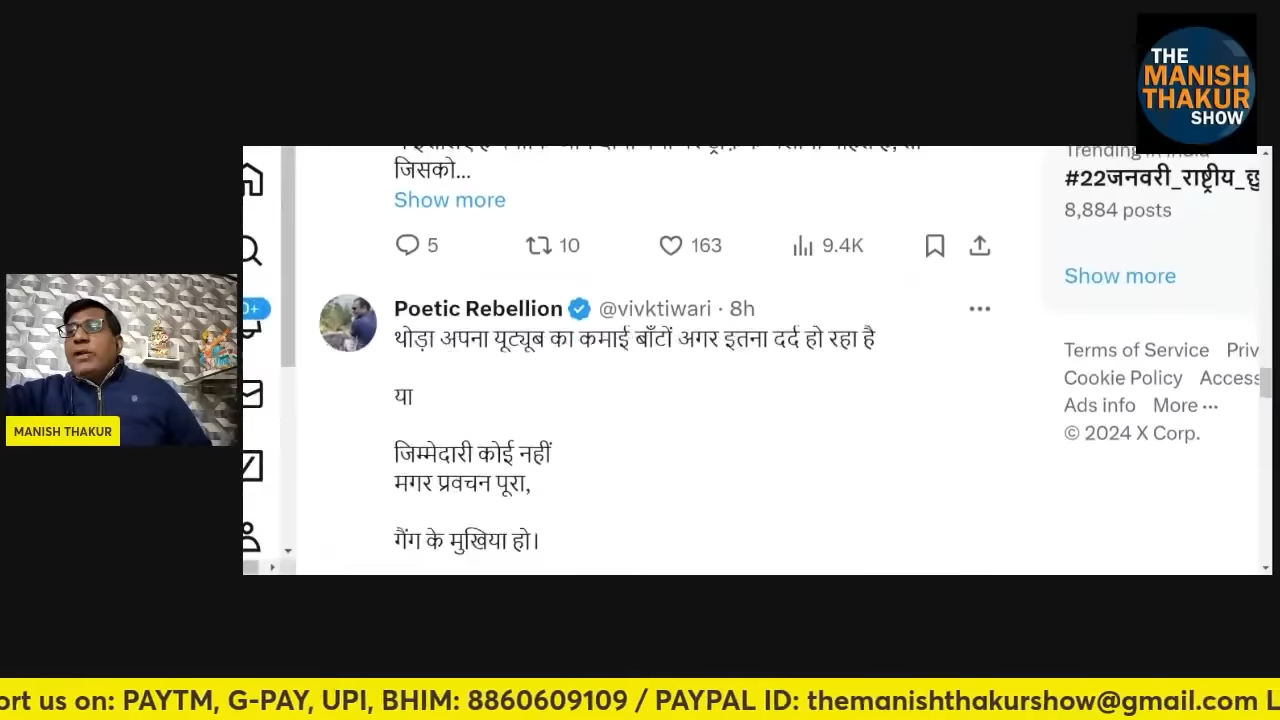 THE
MANISH
THAKUR
SHOW
जिसको...
Show more
5 10 163 9.4K
Poetic Rebellion @vivktiwari · 8h
थोड़ा अपना यूट्यूब का कमाई बाँटों अगर इतना दर्द हो रहा है
या
जिम्मेदारी कोई नहीं
मगर प्रवचन पूरा,
गैंग के मुखिया हो।
#22जनवरी_राष्ट्रीय_छु
8,884 posts
Show more
Terms of Service Priv
Cookie Policy Access
Ads info More ...
© 2024 X Corp.
MANISH THAKUR
ort us on: PAYTM, G-PAY, UPI, BHIM: 8860609109 / PAYPAL ID: themanishthakurshow@gmail.com L